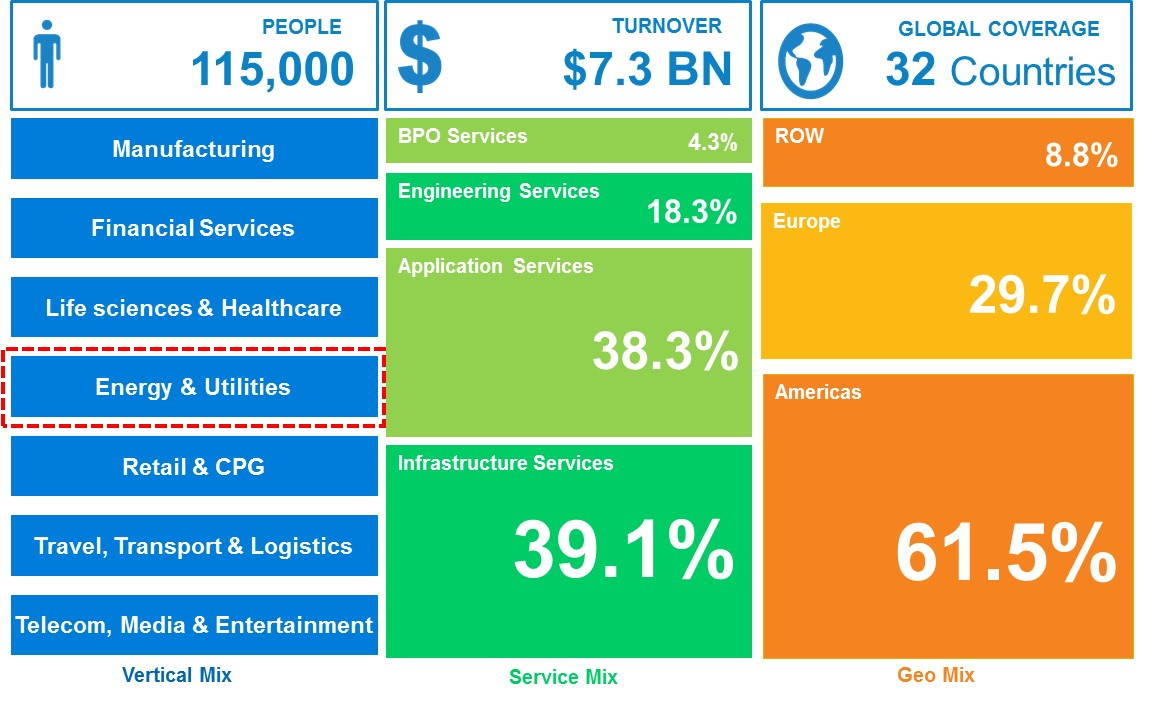 PEOPLE
115,000
TURNOVER
$7.3 BN
GLOBAL COVERAGE
32 Countries
Manufacturing
Financial Services
Life sciences & Healthcare
Energy & Utilities
Retail & CPG
Travel, Transport & Logistics
Telecom, Media & Entertainment
Vertical Mix
BPO Services
4.3%
Engineering Services
18.3%
Application Services
38.3%
Infrastructure Services
39.1%
Service Mix
ROW
8.8%
Europe
29.7%
Americas
61.5%
Geo Mix